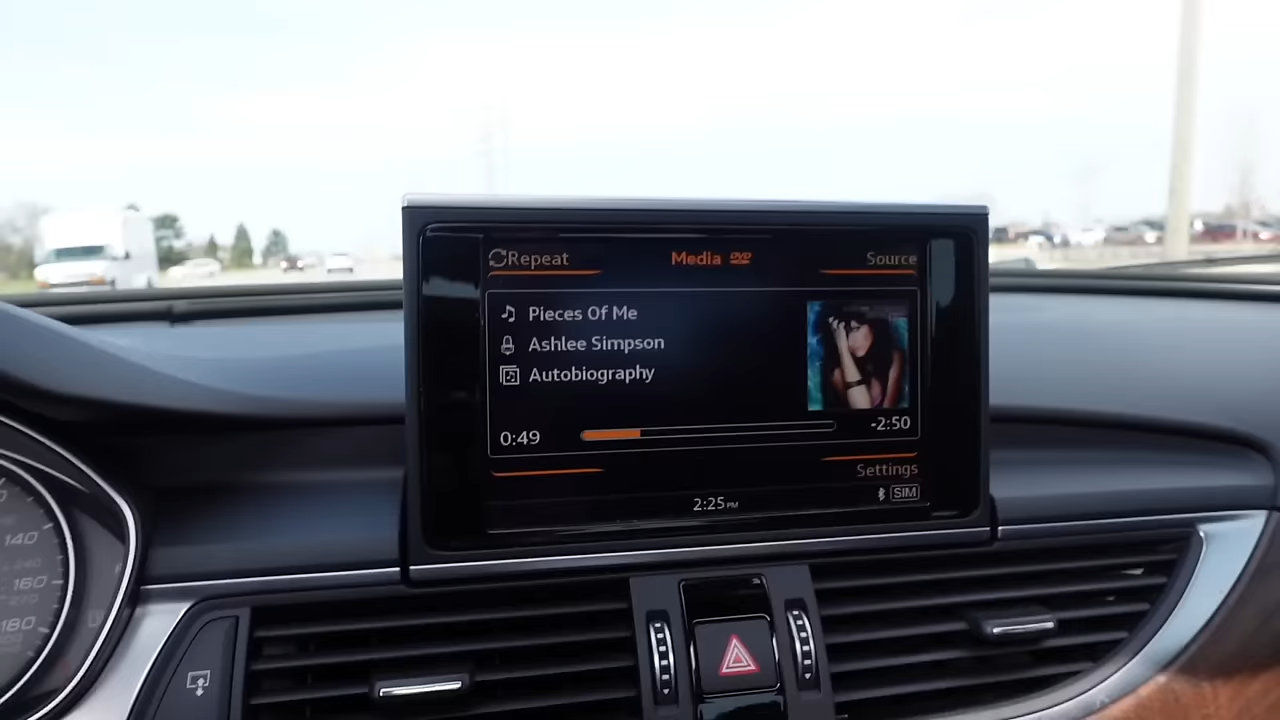 Repeat
Media DVD
Source
Pieces Of Me
Ashlee Simpson
Autobiography
0:49
-2:50
Settings
2:25 PM
SIM
140
160
180